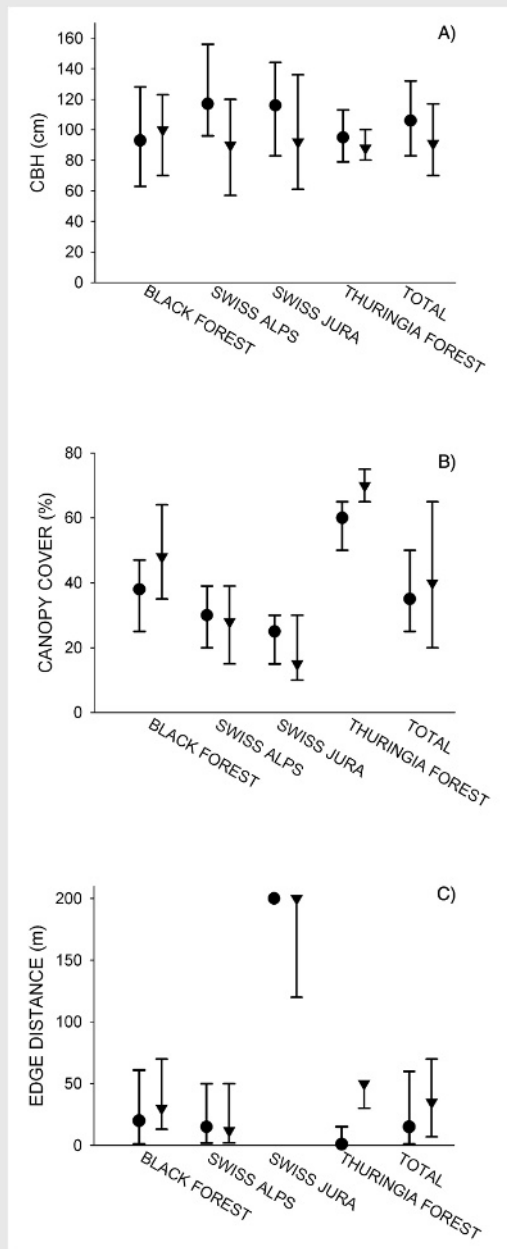 A)
CBH (cm)
160
140
120
100
80
60
40
20
0
BLACK FOREST
SWISS ALPS
SWISS JURA
THURINGIA FOREST
TOTAL
B)
CANOPY COVER (%)
80
60
40
20
0
BLACK FOREST
SWISS ALPS
SWISS JURA
THURINGIA FOREST
TOTAL
C)
EDGE DISTANCE (m)
200
150
100
50
0
BLACK FOREST
SWISS ALPS
SWISS JURA
THURINGIA FOREST
TOTAL